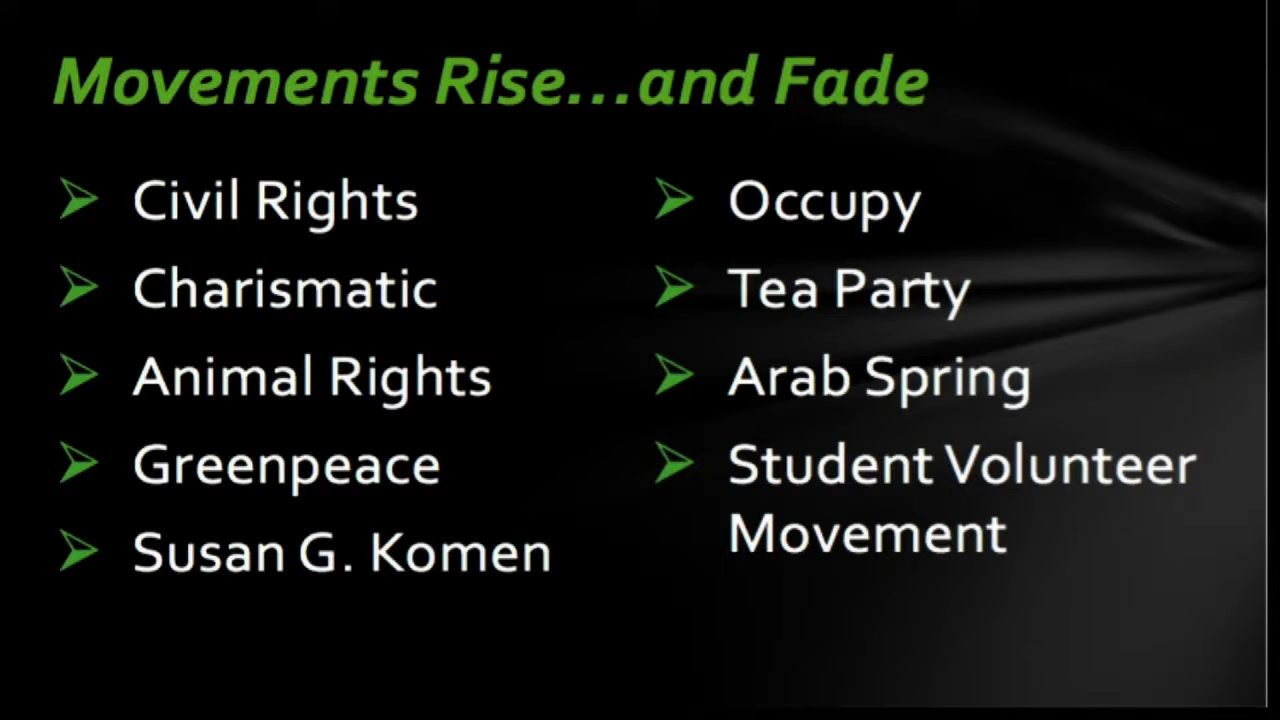 Movements Rise...and Fade
Civil Rights
Charismatic
Animal Rights
Greenpeace
Susan G. Komen
Occupy
Tea Party
Arab Spring
Student Volunteer
Movement